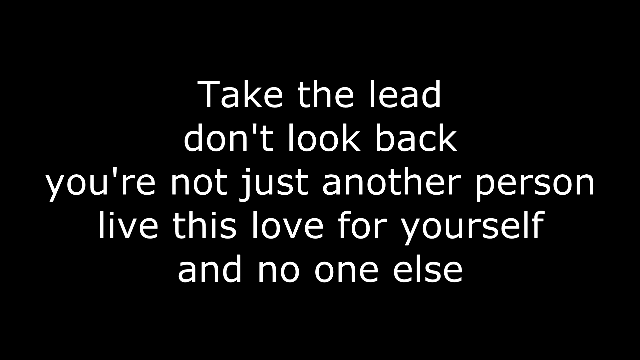 Take the lead
don't look back
you're not just another person
live this love for yourself
and no one else